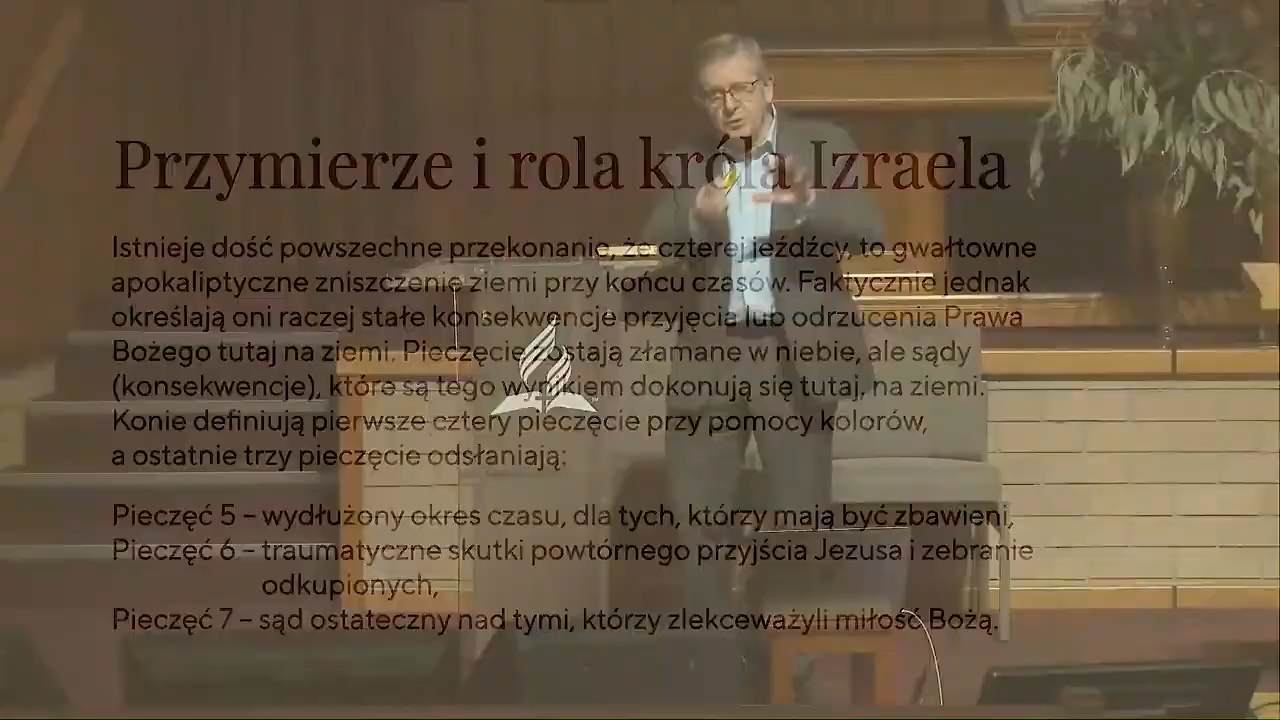 Przymierze i rola króla Izraela
Istnieje dość powszechne przekonanie, że czterej jeźdźcy, to gwałtowne
apokaliptyczne zniszczenie ziemi przy końcu czasów. Faktycznie jednak
określają oni raczej stałe konsekwencje przyjęcia lub odrzucenia Prawa
Bożego tutaj na ziemi. Pieczęcie zostają złamane w niebie, ale sądy
(konsekwencje), które są tego wynikiem dokonują się tutaj, na ziemi.
Konie definiują pierwsze cztery pieczęcie przy pomocy kolorów,
a ostatnie trzy pieczęcie odsłaniają:
Pieczęć 5 – wydłużony okres czasu, dla tych, którzy mają być zbawieni,
Pieczęć 6 – traumatyczne skutki powtórnego przyjścia Jezusa i zebranie
odkupionych,
Pieczęć 7 – sąd ostateczny nad tymi, którzy zlekceważyli miłość Bożą.